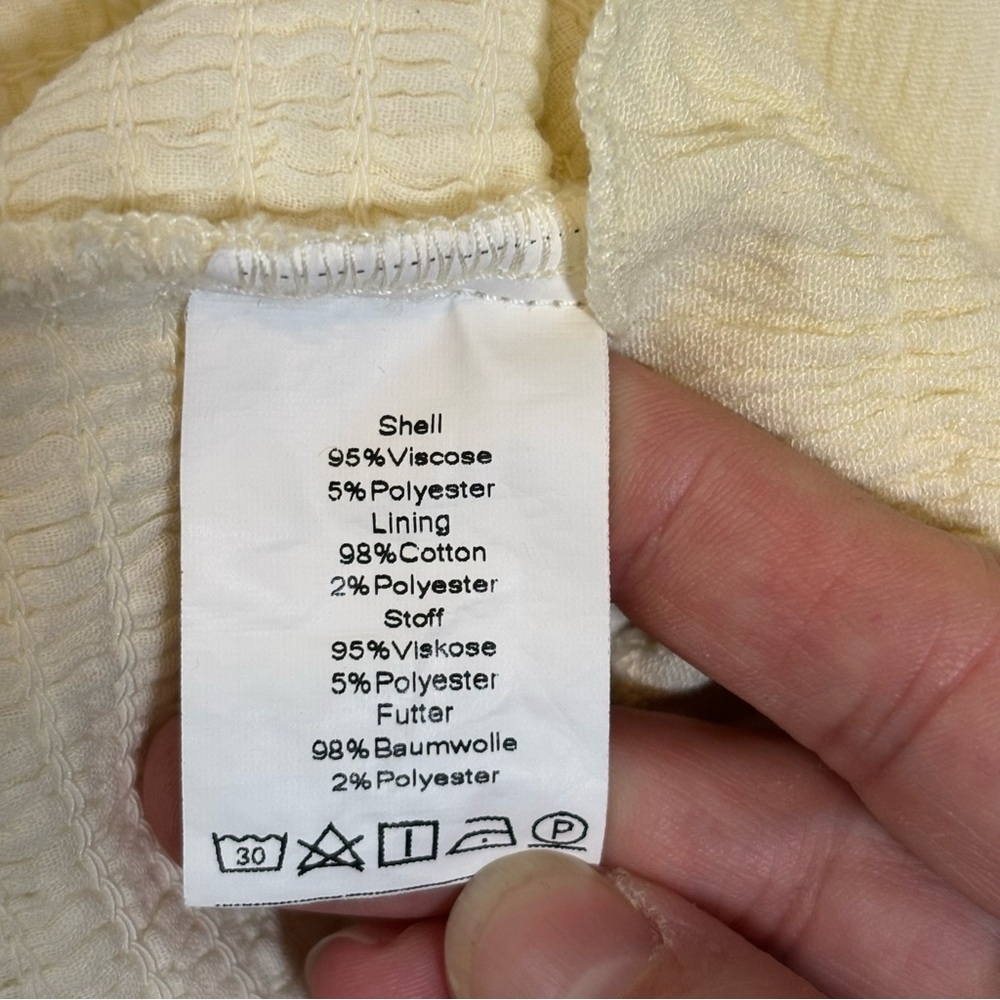 Shell
95%Viscose
5%Polyester
Lining
98%Cotton
2%Polyester
Stoff
95%Viskose
5%Polyester
Futter
98%Baumwolle
2%Polyester
30 P